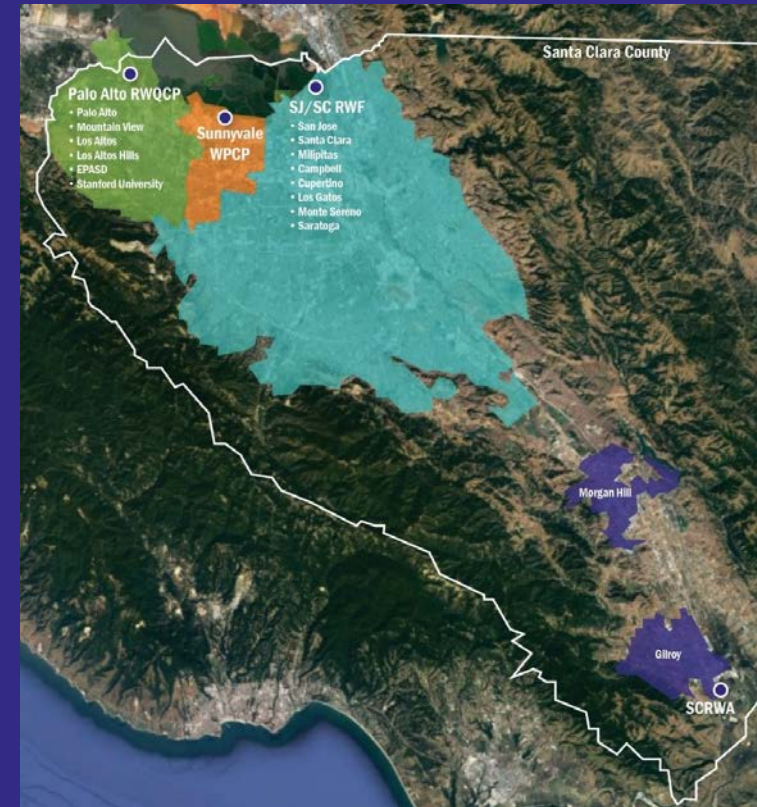 Santa Clara County
Palo Alto RWQCP
• Palo Alto
• Mountain View
• Los Altos
• Los Altos Hills
• EPASD
• Stanford University
Sunnyvale
WPCP
SJ/SC RWF
• San Jose
• Santa Clara
• Milipitas
• Campbell
• Cupertino
• Los Gatos
• Monte Sereno
• Saratoga
Morgan Hill
Gilroy
SCRWA